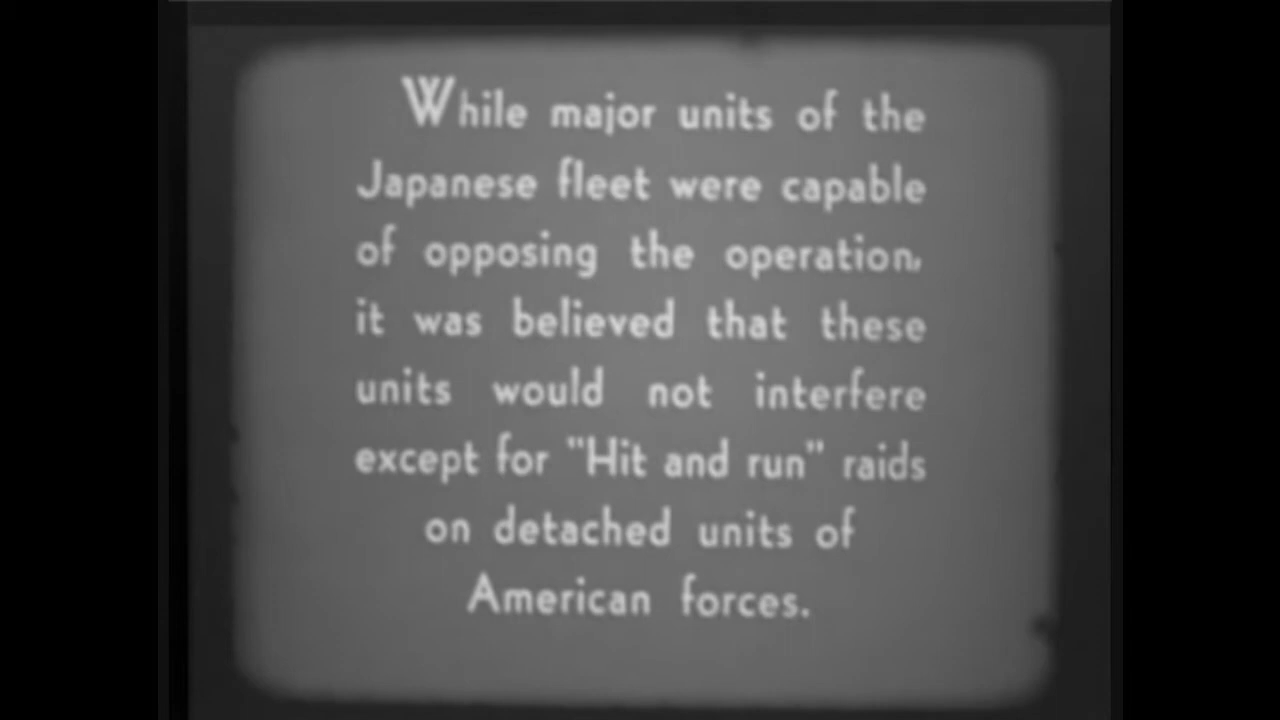 While major units of the
Japanese fleet were capable
of opposing the operation,
it was believed that these
units would not interfere
except for "Hit and run" raids
on detached units of
American forces.